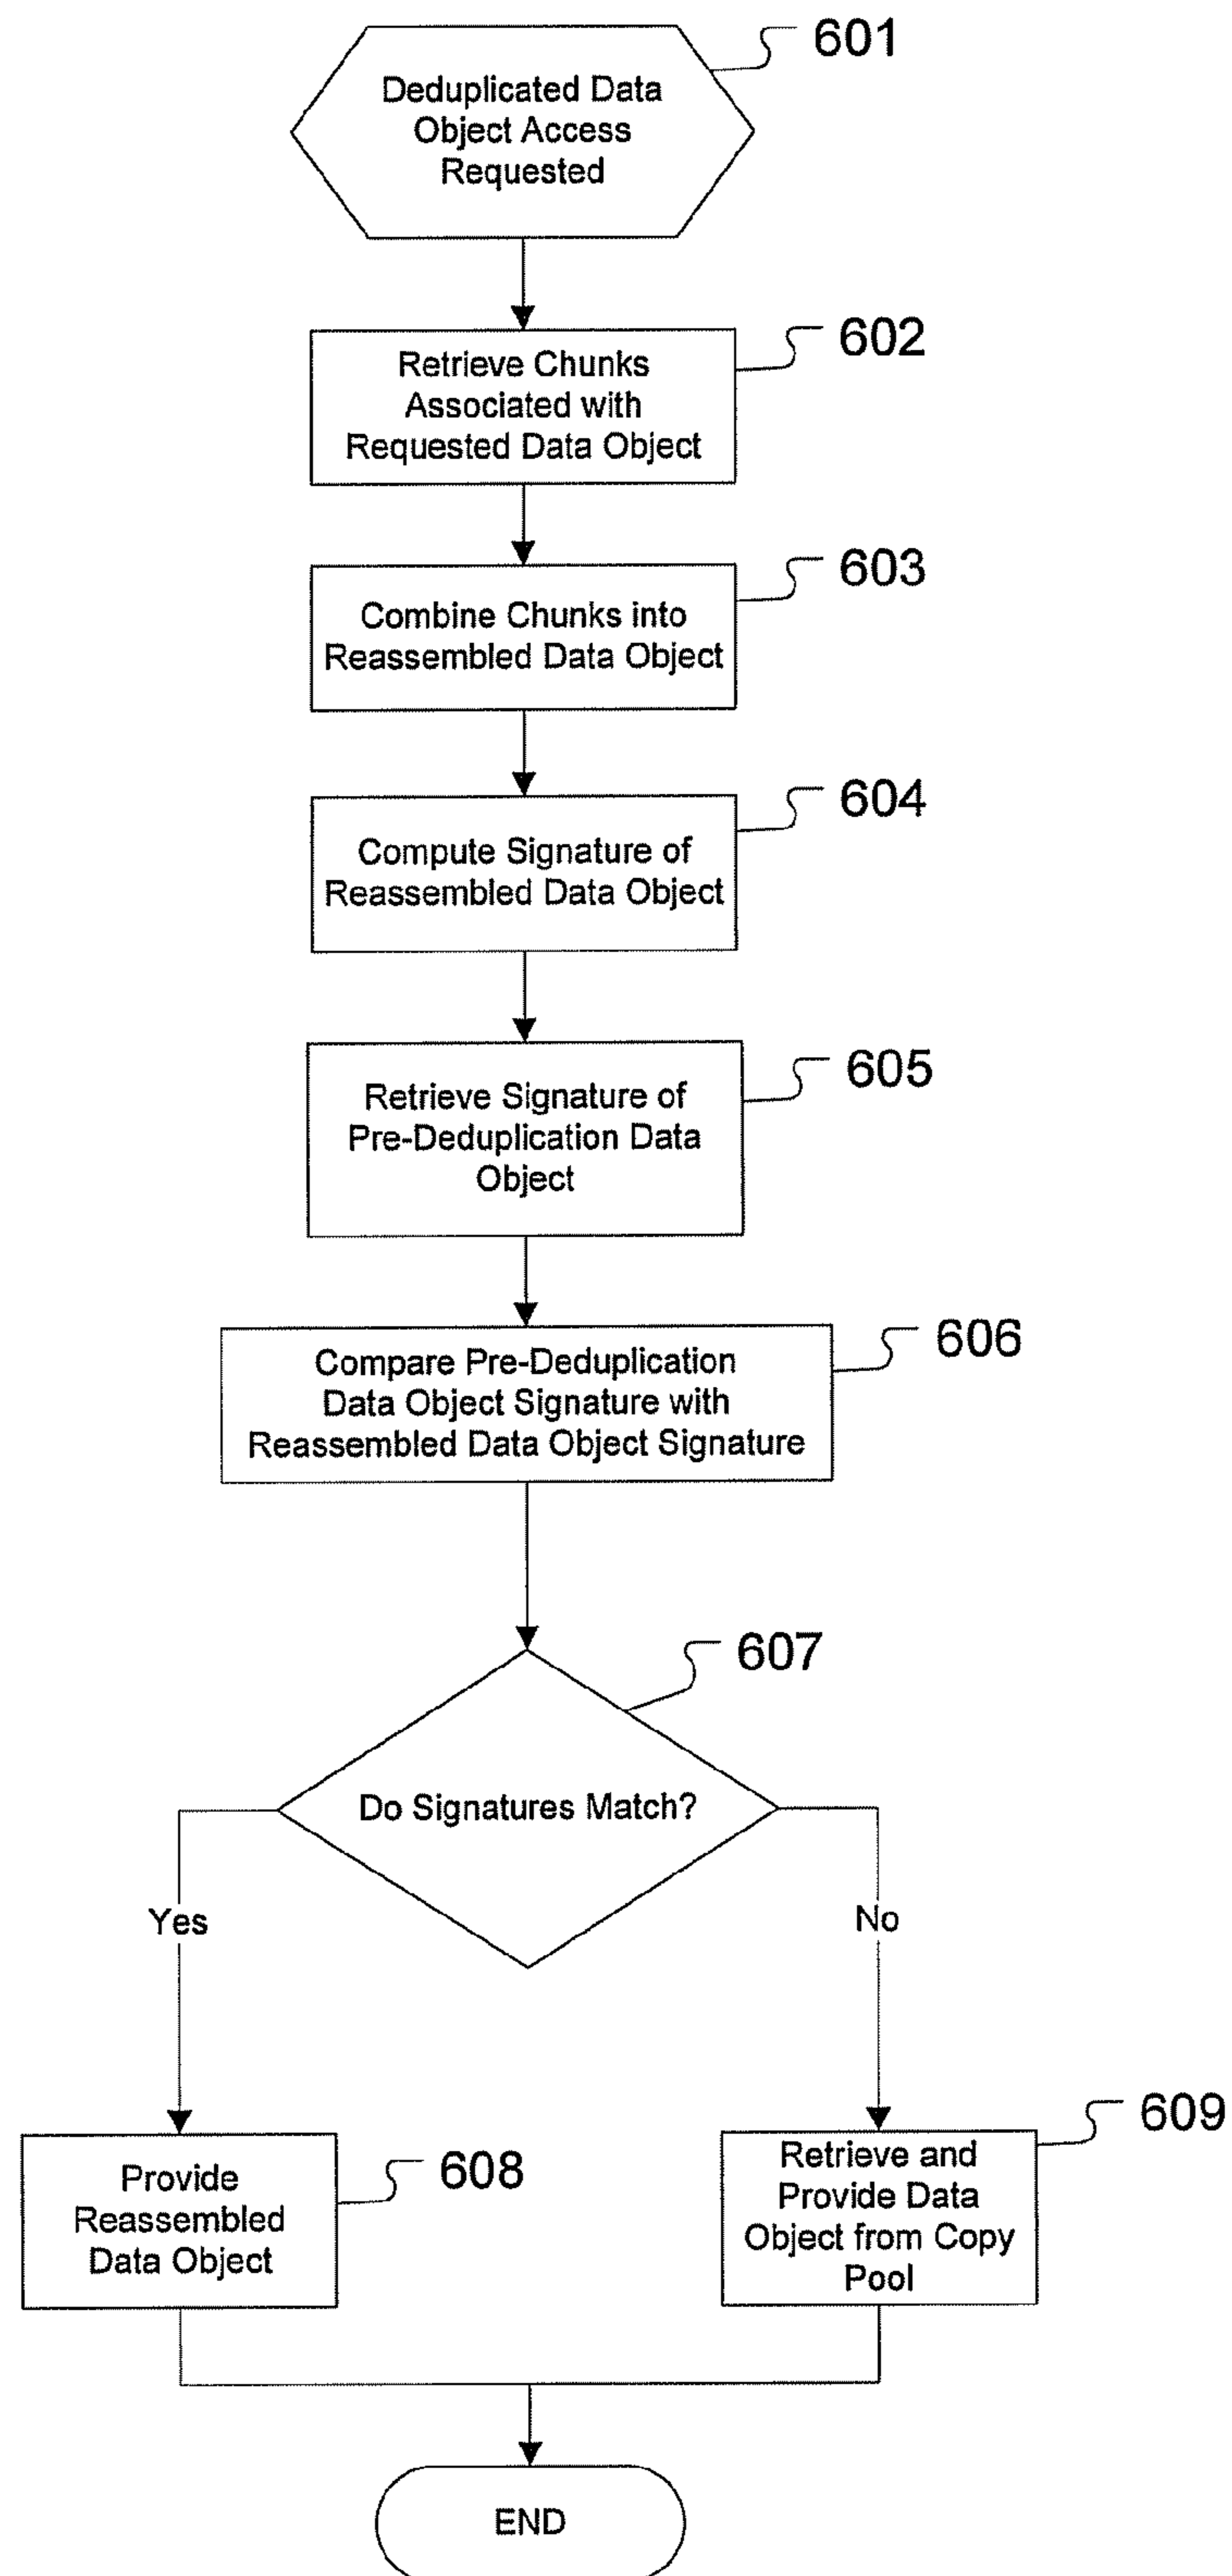 601
Deduplicated Data
Object Access
Requested
602
Retrieve Chunks
Associated with
Requested Data Object
603
Combine Chunks into
Reassembled Data Object
604
Compute Signature of
Reassembled Data Object
605
Retrieve Signature of
Pre-Deduplication Data
Object
606
Compare Pre-Deduplication
Data Object Signature with
Reassembled Data Object Signature
607
Do Signatures Match?
Yes
No
608
Provide
Reassembled
Data Object
609
Retrieve and
Provide Data
Object from Copy
Pool
END